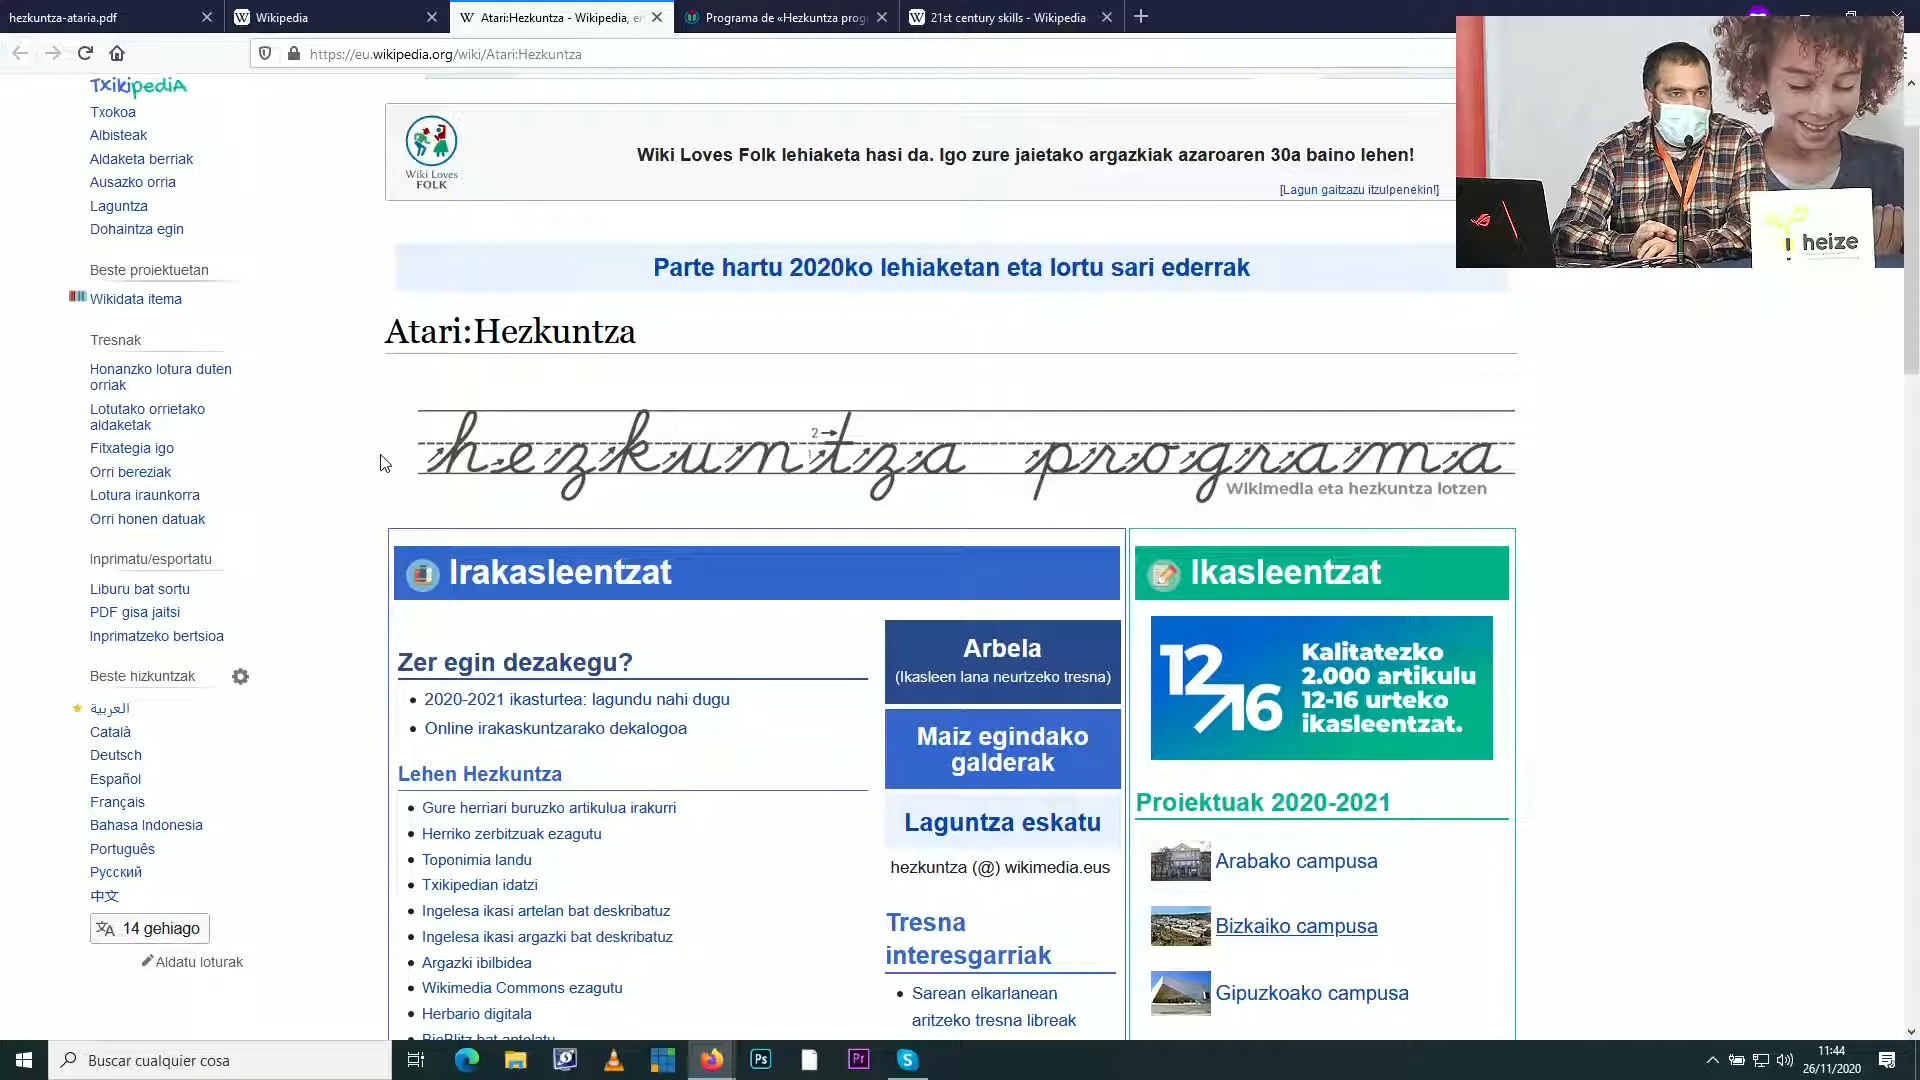 hezkuntza-ataria.pdf
Wikipedia
Atari:Hezkuntza - Wikipedia, e
Programa de «Hezkuntza prog
21st century skills - Wikipedia
https://eu.wikipedia.org/wiki/Atari:Hezkuntza
TxikipediA
Txokoa
Albisteak
Aldaketa berriak
Ausazko orria
Laguntza
Dohaintza egin
Beste proiektuetan
Wikidata itema
Tresnak
Honanzko lotura duten
orriak
Lotutako orrietako
aldaketak
Fitxategia igo
Orri bereziak
Lotura iraunkorra
Orri honen datuak
Inprimatu/esportatu
Liburu bat sortu
PDF gisa jaitsi
Inprimatzeko bertsioa
Beste hizkuntzak
العربية
Català
Deutsch
Español
Français
Bahasa Indonesia
Português
Русский
中文
14 gehiago
Aldatu loturak
Wiki Loves
FOLK
Wiki Loves Folk lehiaketa hasi da. Igo zure jaietako argazkiak azaroaren 30a baino lehen!
[Lagun gaitzazu itzulpenekin!]
Parte hartu 2020ko lehiaketan eta lortu sari ederrak
Atari:Hezkuntza
hezkuntza programa
Wikimedia eta hezkuntza lotzen
Irakasleentzat
Zer egin dezakegu?
2020-2021 ikasturtea: lagundu nahi dugu
Online irakaskuntzarako dekalogoa
Lehen Hezkuntza
Gure herriari buruzko artikulua irakurri
Herriko zerbitzuak ezagutu
Toponimia landu
Txikipedian idatzi
Ingelesa ikasi artelan bat deskribatuz
Ingelesa ikasi argazki bat deskribatuz
Argazki ibilbidea
Wikimedia Commons ezagutu
Herbario digitala
BioBlitz bat antolatu
Arbela
(Ikasleen lana neurtzeko tresna)
Maiz egindako
galderak
Laguntza eskatu
hezkuntza (@) wikimedia.eus
Tresna
interesgarriak
Sarean elkarlanean
aritzeko tresna libreak
Ikasleentzat
12/16
Kalitatezko
2.000 artikulu
12-16 urteko
ikasleentzat.
Proiektuak 2020-2021
Arabako campusa
Bizkaiko campusa
Gipuzkoako campusa
heize
Buscar cualquier cosa
Ps
Pr
11:44
26/11/2020